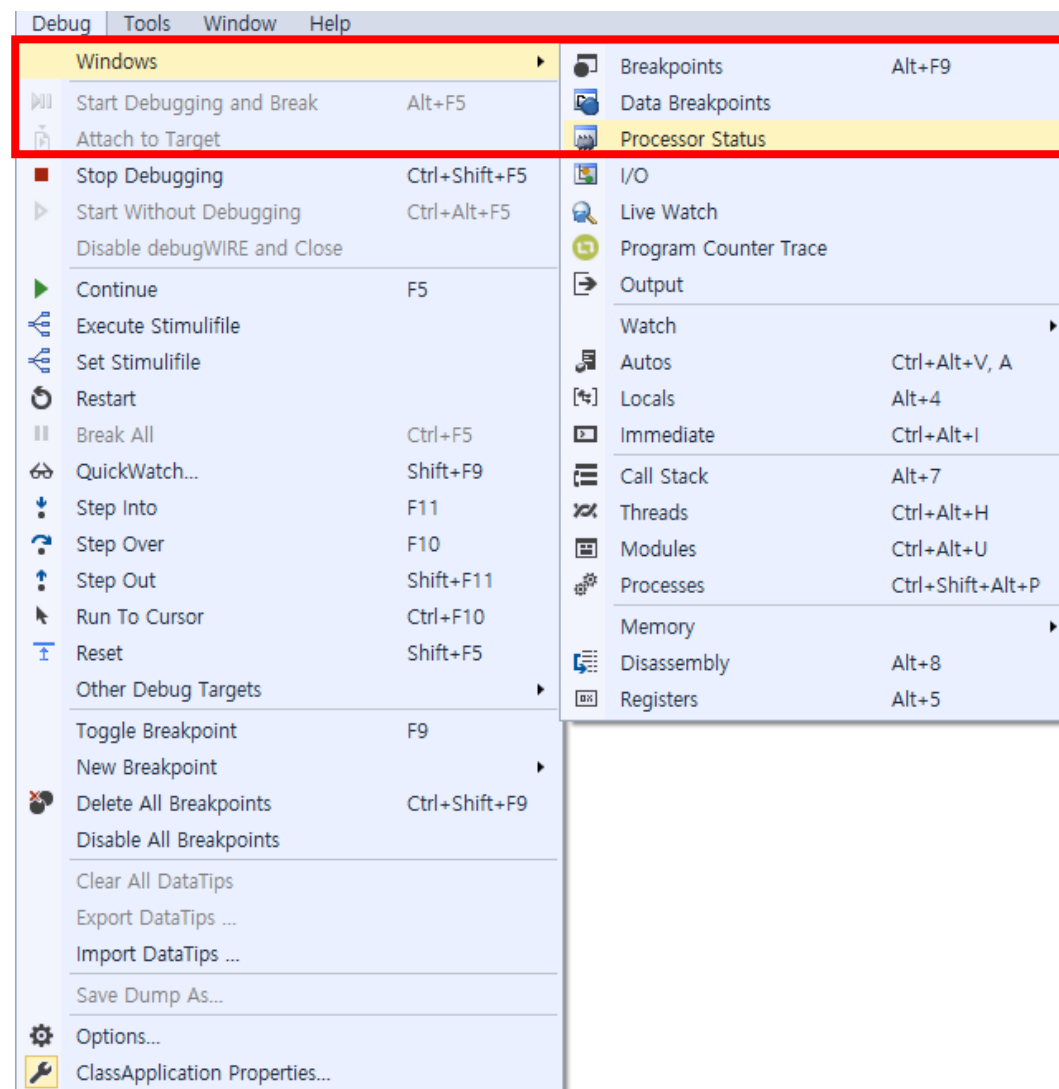 Debug Tools Window Help
Windows
Start Debugging and Break Alt+F5
Attach to Target
Stop Debugging Ctrl+Shift+F5
Start Without Debugging Ctrl+Alt+F5
Disable debugWIRE and Close
Continue F5
Execute Stimulifile
Set Stimulifile
Restart
Break All Ctrl+F5
QuickWatch... Shift+F9
Step Into F11
Step Over F10
Step Out Shift+F11
Run To Cursor Ctrl+F10
Reset Shift+F5
Other Debug Targets
Toggle Breakpoint F9
New Breakpoint
Delete All Breakpoints Ctrl+Shift+F9
Disable All Breakpoints
Clear All DataTips
Export DataTips ...
Import DataTips ...
Save Dump As...
Options...
ClassApplication Properties...
Breakpoints Alt+F9
Data Breakpoints
Processor Status
I/O
Live Watch
Program Counter Trace
Output
Watch
Autos Ctrl+Alt+V, A
Locals Alt+4
Immediate Ctrl+Alt+I
Call Stack Alt+7
Threads Ctrl+Alt+H
Modules Ctrl+Alt+U
Processes Ctrl+Shift+Alt+P
Memory
Disassembly Alt+8
Registers Alt+5